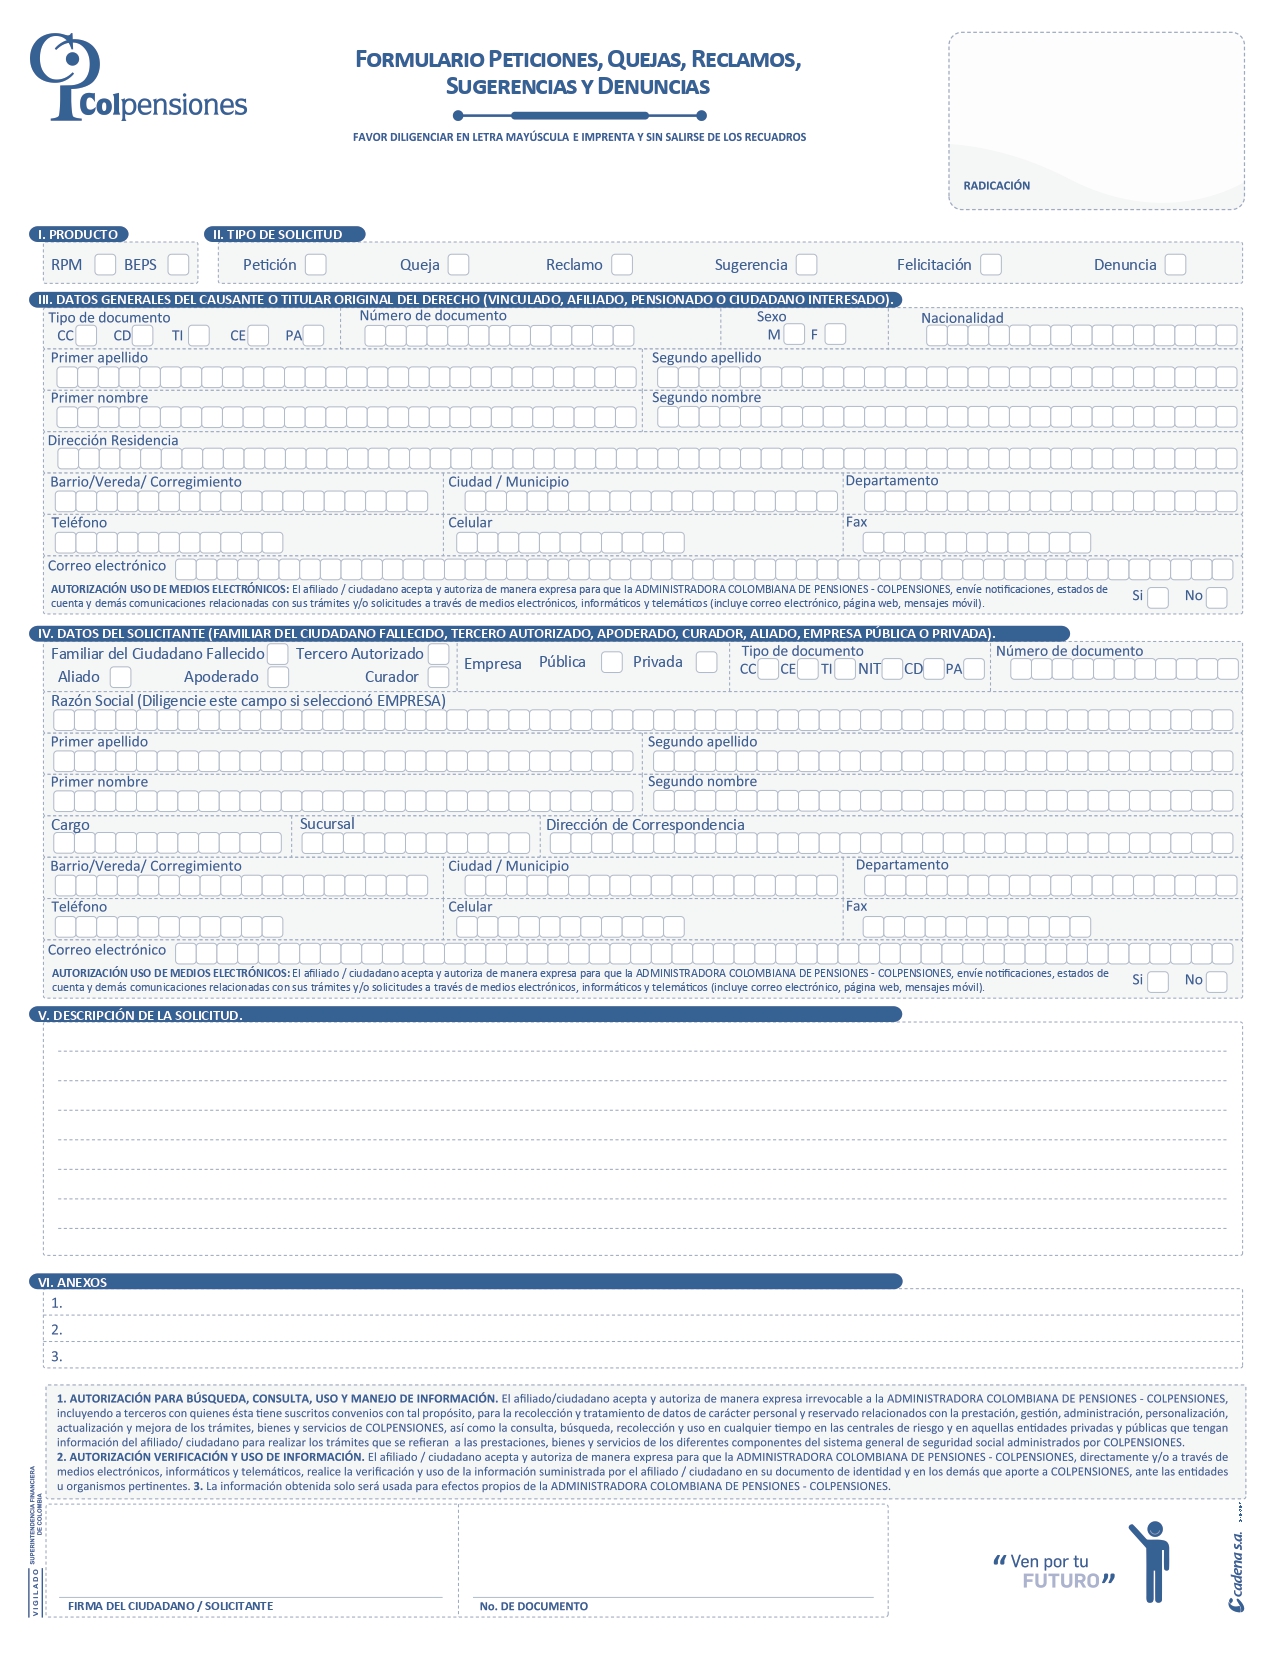 Colpensiones
FORMULARIO PETICIONES, QUEJAS, RECLAMOS,
SUGERENCIAS Y DENUNCIAS
FAVOR DILIGENCIAR EN LETRA MAYÚSCULA E IMPRENTA Y SIN SALIRSE DE LOS RECUADROS
RADICACIÓN
I. PRODUCTO
II. TIPO DE SOLICITUD
RPM BEPS Petición Queja Reclamo Sugerencia Felicitación Denuncia
III. DATOS GENERALES DEL CAUSANTE O TITULAR ORIGINAL DEL DERECHO (VINCULADO, AFILIADO, PENSIONADO O CIUDADANO INTERESADO).
Tipo de documento Número de documento Sexo Nacionalidad
CC CD TI CE PA M F
Primer apellido Segundo apellido
Primer nombre Segundo nombre
Dirección Residencia
Barrio/Vereda/ Corregimiento Ciudad / Municipio Departamento
Teléfono Celular Fax
Correo electrónico
AUTORIZACIÓN USO DE MEDIOS ELECTRÓNICOS: El afiliado / ciudadano acepta y autoriza de manera expresa para que la ADMINISTRADORA COLOMBIANA DE PENSIONES - COLPENSIONES, envíe notificaciones, estados de
cuenta y demás comunicaciones relacionadas con sus trámites y/o solicitudes a través de medios electrónicos, informáticos y telemáticos (incluye correo electrónico, página web, mensajes móvil).
Si No
IV. DATOS DEL SOLICITANTE (FAMILIAR DEL CIUDADANO FALLECIDO, TERCERO AUTORIZADO, APODERADO, CURADOR, ALIADO, EMPRESA PÚBLICA O PRIVADA).
Familiar del Ciudadano Fallecido Tercero Autorizado Empresa Pública Privada Tipo de documento Número de documento
Aliado Apoderado Curador CC CE TI NIT CD PA
Razón Social (Diligencie este campo si seleccionó EMPRESA)
Primer apellido Segundo apellido
Primer nombre Segundo nombre
Cargo Sucursal Dirección de Correspondencia
Barrio/Vereda/ Corregimiento Ciudad / Municipio Departamento
Teléfono Celular Fax
Correo electrónico
AUTORIZACIÓN USO DE MEDIOS ELECTRÓNICOS: El afiliado / ciudadano acepta y autoriza de manera expresa para que la ADMINISTRADORA COLOMBIANA DE PENSIONES - COLPENSIONES, envíe notificaciones, estados de
cuenta y demás comunicaciones relacionadas con sus trámites y/o solicitudes a través de medios electrónicos, informáticos y telemáticos (incluye correo electrónico, página web, mensajes móvil).
Si No
V. DESCRIPCIÓN DE LA SOLICITUD.
VI. ANEXOS
1.
2.
3.
1. AUTORIZACIÓN PARA BÚSQUEDA, CONSULTA, USO Y MANEJO DE INFORMACIÓN. El afiliado/ciudadano acepta y autoriza de manera expresa irrevocable a la ADMINISTRADORA COLOMBIANA DE PENSIONES - COLPENSIONES,
incluyendo a terceros con quienes ésta tiene suscritos convenios con tal propósito, para la recolección y tratamiento de datos de carácter personal y reservado relacionados con la prestación, gestión, administración, personalización,
actualización y mejora de los trámites, bienes y servicios de COLPENSIONES, así como la consulta, búsqueda, recolección y uso en cualquier tiempo en las centrales de riesgo y en aquellas entidades privadas y públicas que tengan
información del afiliado/ ciudadano para realizar los trámites que se refieran a las prestaciones, bienes y servicios de los diferentes componentes del sistema general de seguridad social administrados por COLPENSIONES.
2. AUTORIZACIÓN VERIFICACIÓN Y USO DE INFORMACIÓN. El afiliado / ciudadano acepta y autoriza de manera expresa para que la ADMINISTRADORA COLOMBIANA DE PENSIONES - COLPENSIONES, directamente y/o a través de
medios electrónicos, informáticos y telemáticos, realice la verificación y uso de la información suministrada por el afiliado / ciudadano en su documento de identidad y en los demás que aporte a COLPENSIONES, ante las entidades
u organismos pertinentes. 3. La información obtenida solo será usada para efectos propios de la ADMINISTRADORA COLOMBIANA DE PENSIONES - COLPENSIONES.
VIGILADO SUPERINTENDENCIA FINANCIERA
DE COLOMBIA
FIRMA DEL CIUDADANO / SOLICITANTE
No. DE DOCUMENTO
“ Ven por tu
FUTURO ”
cadena s.a.